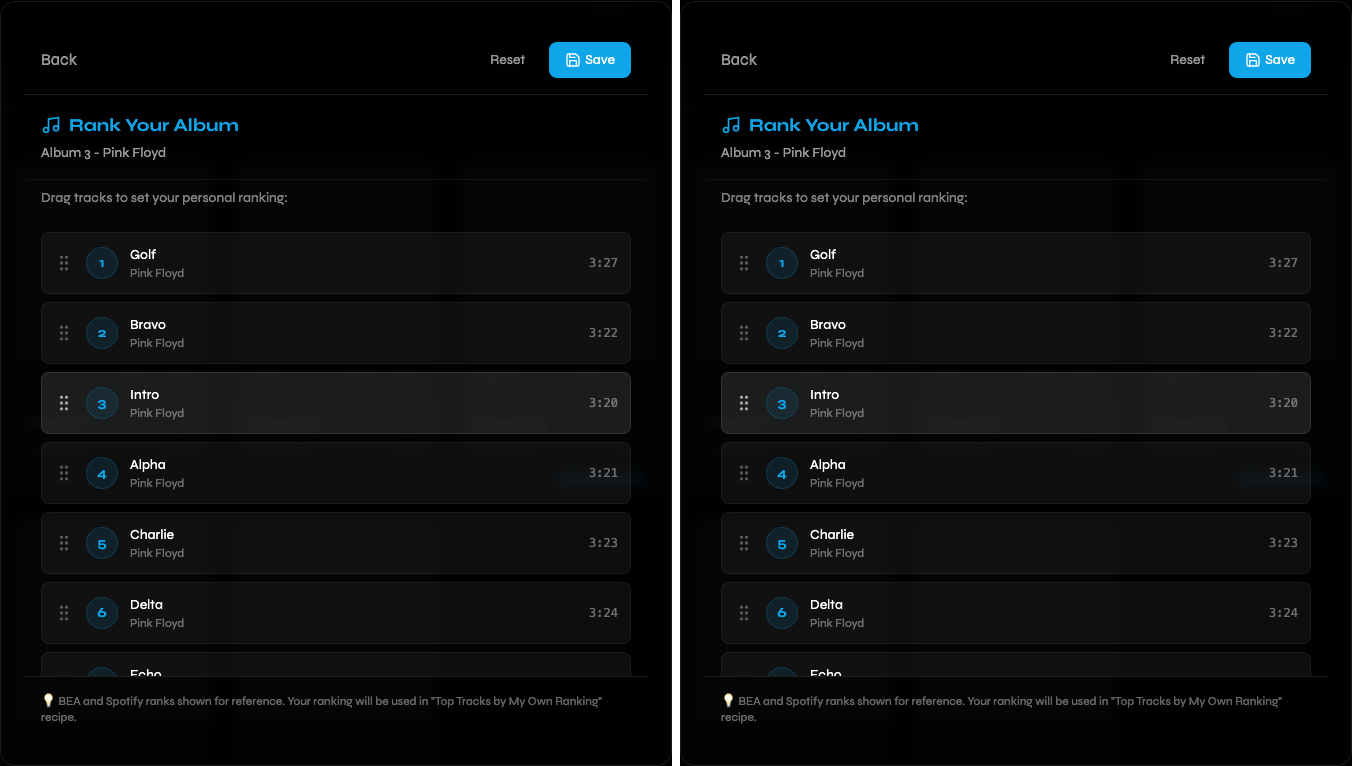 Back
Reset
Save
Rank Your Album
Album 3 - Pink Floyd
Drag tracks to set your personal ranking:
1
Golf
Pink Floyd
3:27
2
Bravo
Pink Floyd
3:22
3
Intro
Pink Floyd
3:20
4
Alpha
Pink Floyd
3:21
5
Charlie
Pink Floyd
3:23
6
Delta
Pink Floyd
3:24
Echo
BEA and Spotify ranks shown for reference. Your ranking will be used in "Top Tracks by My Own Ranking"
recipe.
Back
Reset
Save
Rank Your Album
Album 3 - Pink Floyd
Drag tracks to set your personal ranking:
1
Golf
Pink Floyd
3:27
2
Bravo
Pink Floyd
3:22
3
Intro
Pink Floyd
3:20
4
Alpha
Pink Floyd
3:21
5
Charlie
Pink Floyd
3:23
6
Delta
Pink Floyd
3:24
Echo
BEA and Spotify ranks shown for reference. Your ranking will be used in "Top Tracks by My Own Ranking"
recipe.